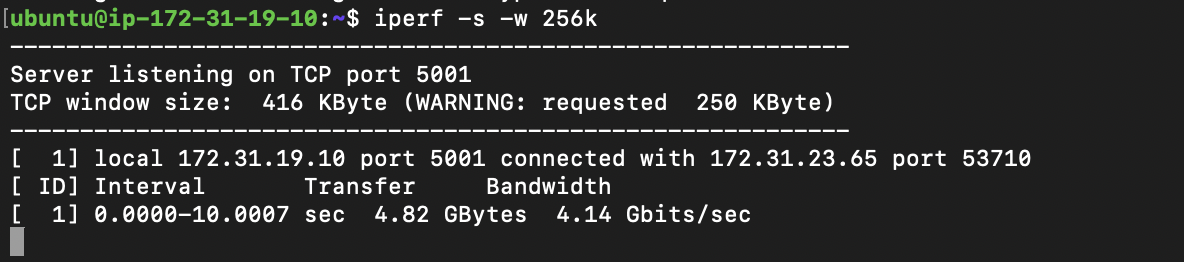 [ubuntu@ip-172-31-19-10:~$ iperf -s -w 256k
------------------------------------------------------------
Server listening on TCP port 5001
TCP window size:  416 KByte (WARNING: requested  250 KByte)
------------------------------------------------------------
[  1] local 172.31.19.10 port 5001 connected with 172.31.23.65 port 53710
[ ID] Interval       Transfer     Bandwidth
[  1] 0.0000-10.0007 sec  4.82 GBytes  4.14 Gbits/sec